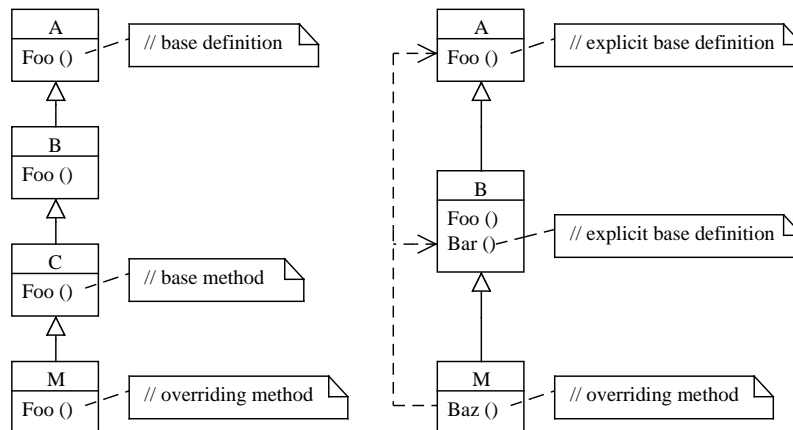 A
Foo ()
// base definition
B
Foo ()
C
Foo ()
// base method
M
Foo ()
// overriding method
A
Foo ()
// explicit base definition
B
Foo ()
Bar ()
// explicit base definition
M
Baz ()
// overriding method